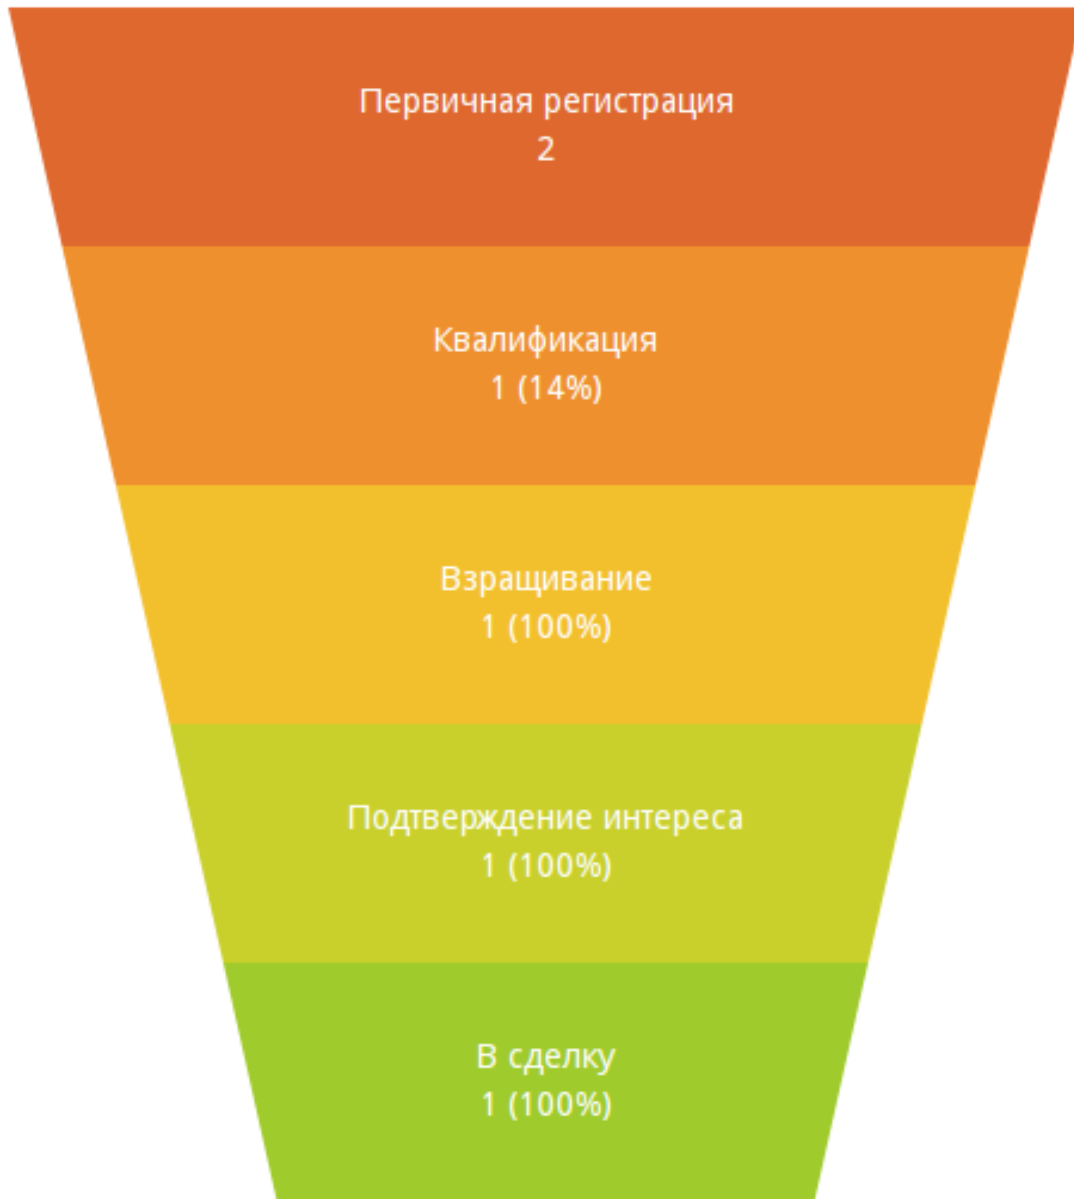 Первичная регистрация
2
Квалификация
1 (14%)
Взращивание
1 (100%)
Подтверждение интереса
1 (100%)
В сделку
1 (100%)